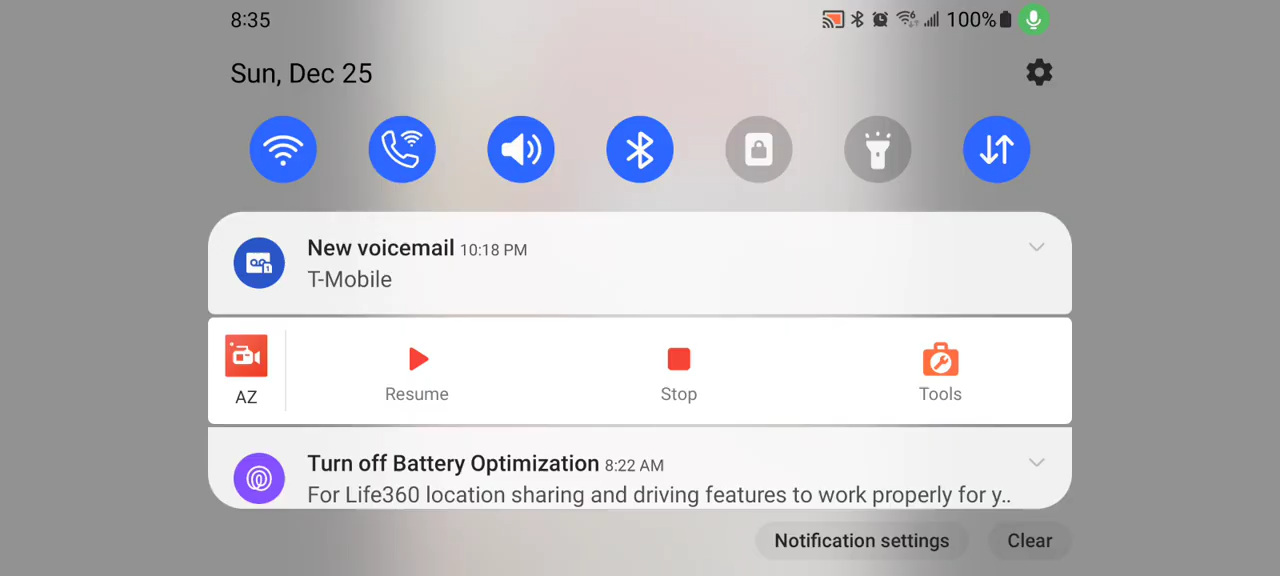 8:35 100%
Sun, Dec 25
New voicemail 10:18 PM
T-Mobile
AZ Resume Stop Tools
Turn off Battery Optimization 8:22 AM
For Life360 location sharing and driving features to work properly for y..
Notification settings Clear